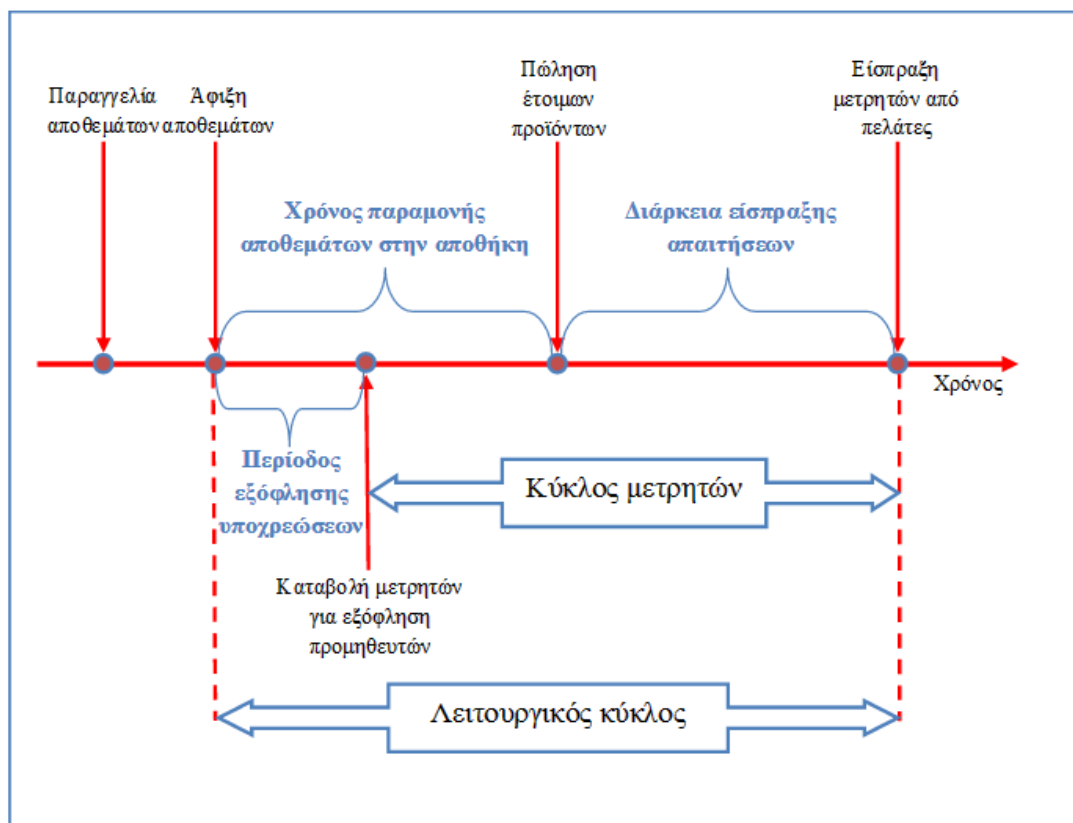 Παραγγελία
αποθεμάτων
Άφιξη
αποθεμάτων
Πώληση
έτοιμων
προϊόντων
Είσπραξη
μετρητών από
πελάτες
Χρόνος παραμονής
αποθεμάτων στην αποθήκη
Διάρκεια είσπραξης
απαιτήσεων
Χρόνος
Περίοδος
εξόφλησης
υποχρεώσεων
Κύκλος μετρητών
Καταβολή μετρητών
για εξόφληση
προμηθευτών
Λειτουργικός κύκλος